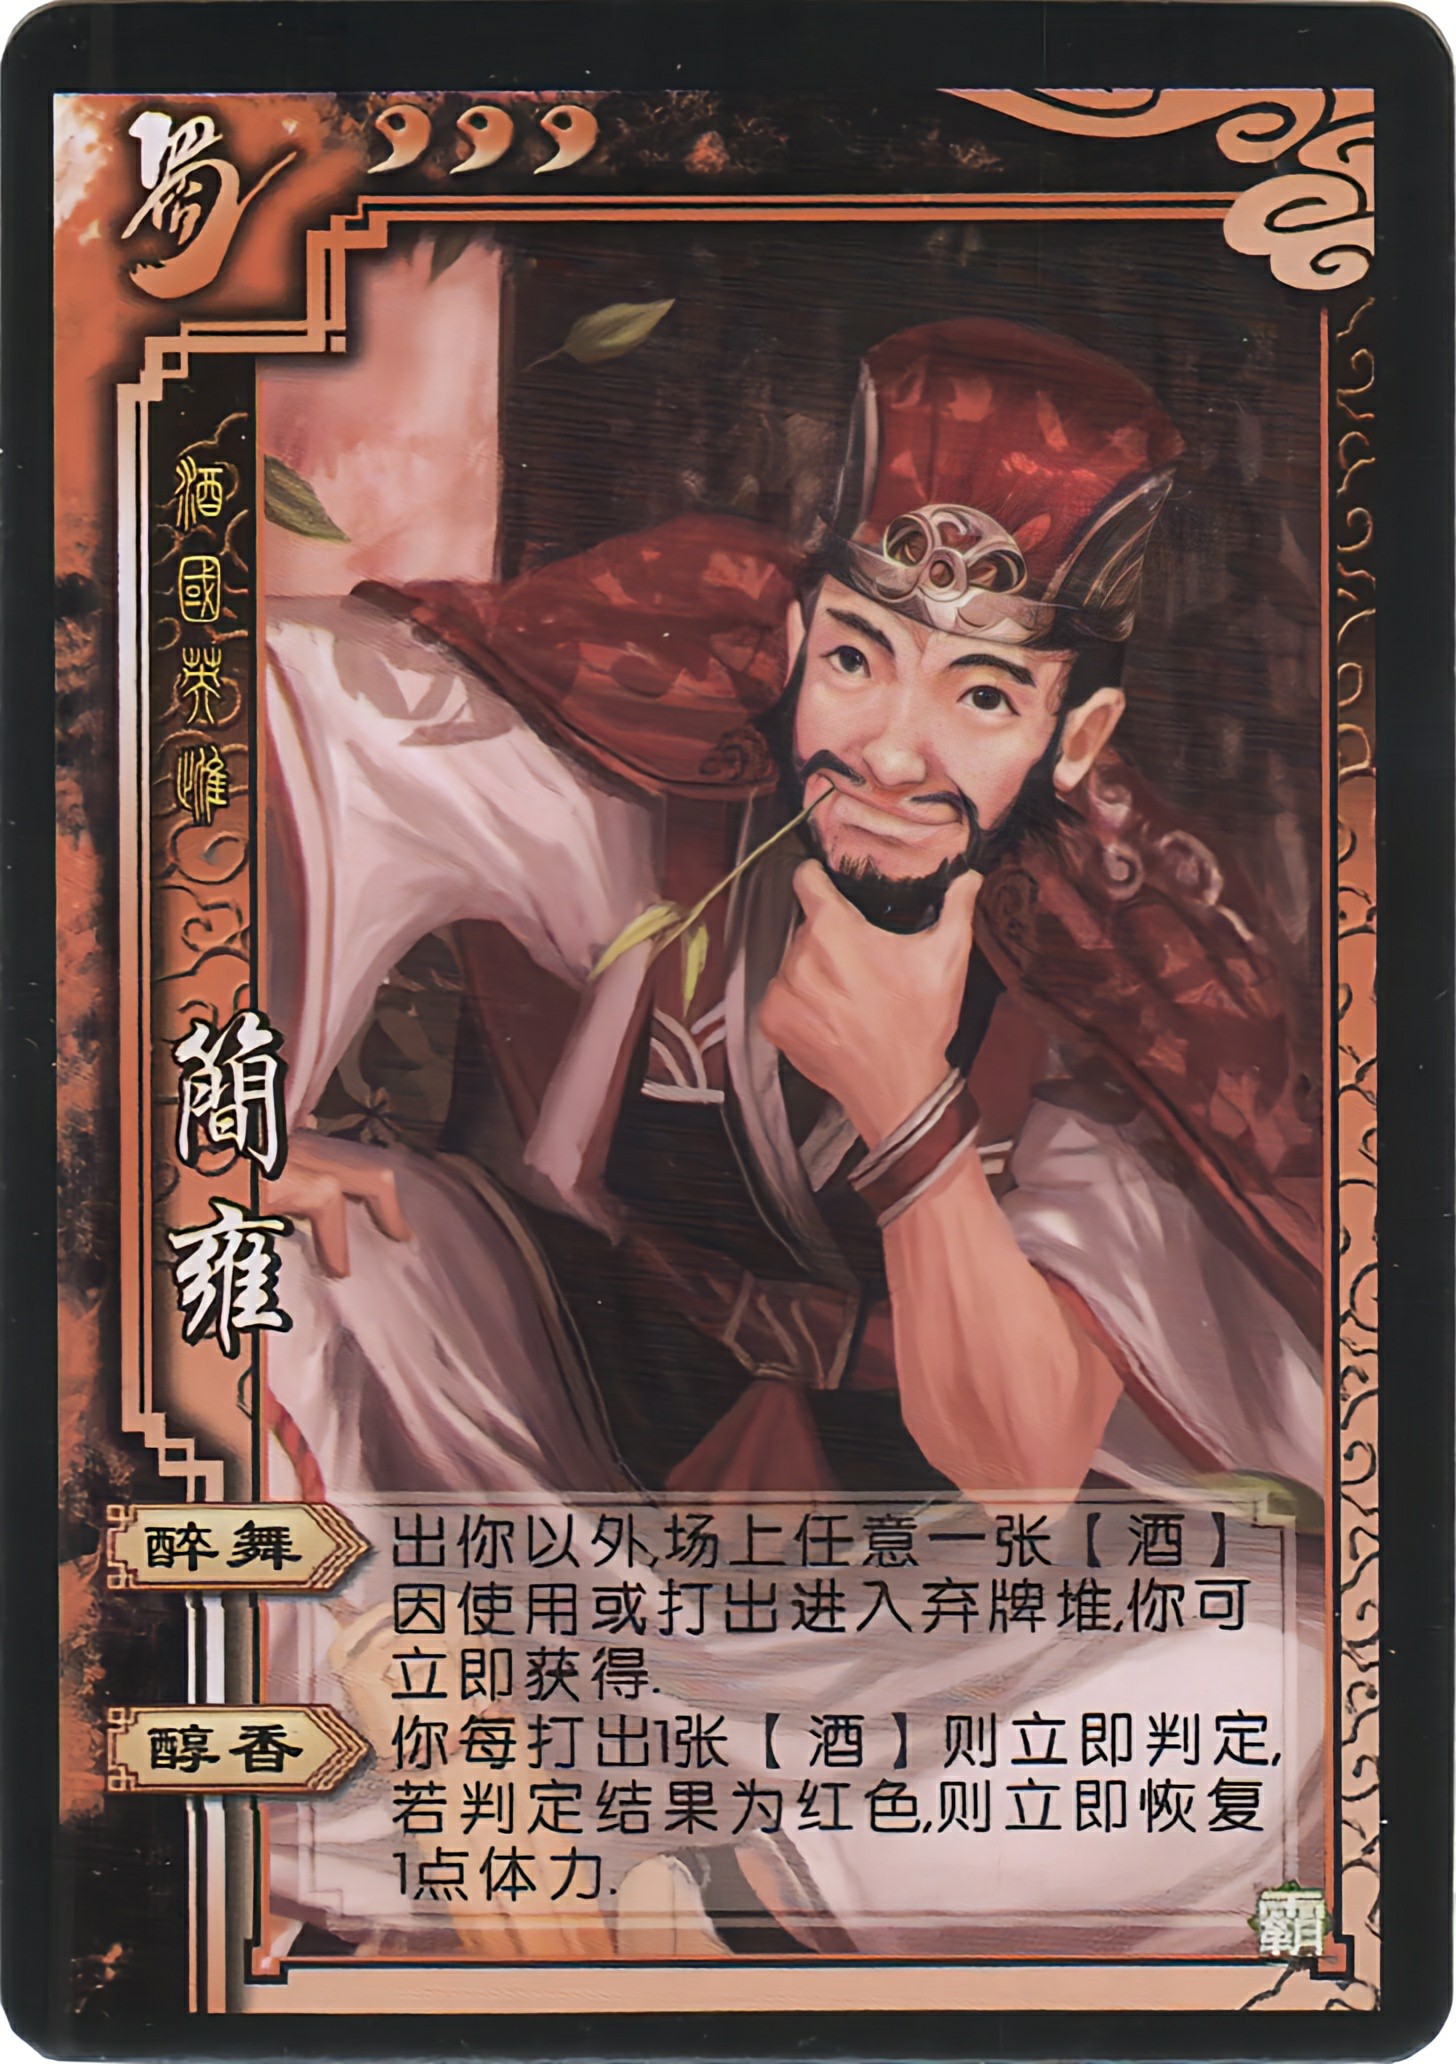 蜀
酒國英雄
簡雍
醉舞
出你以外,场上任意一张【酒】
因使用或打出进入弃牌堆,你可
立即获得.
醇香
你每打出1张【酒】则立即判定,
若判定结果为红色,则立即恢复
1点体力.
霸